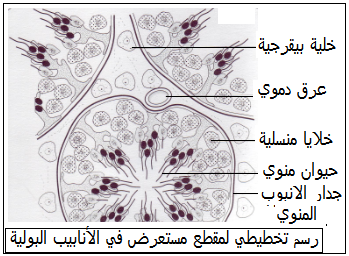 خلية بيقرجية
عرق دموي
خلايا منسلية
حيوان منوي
جدار الانبوب
المنوي
رسم تخطيطي لمقطع مستعرض في الأنابيب البولية